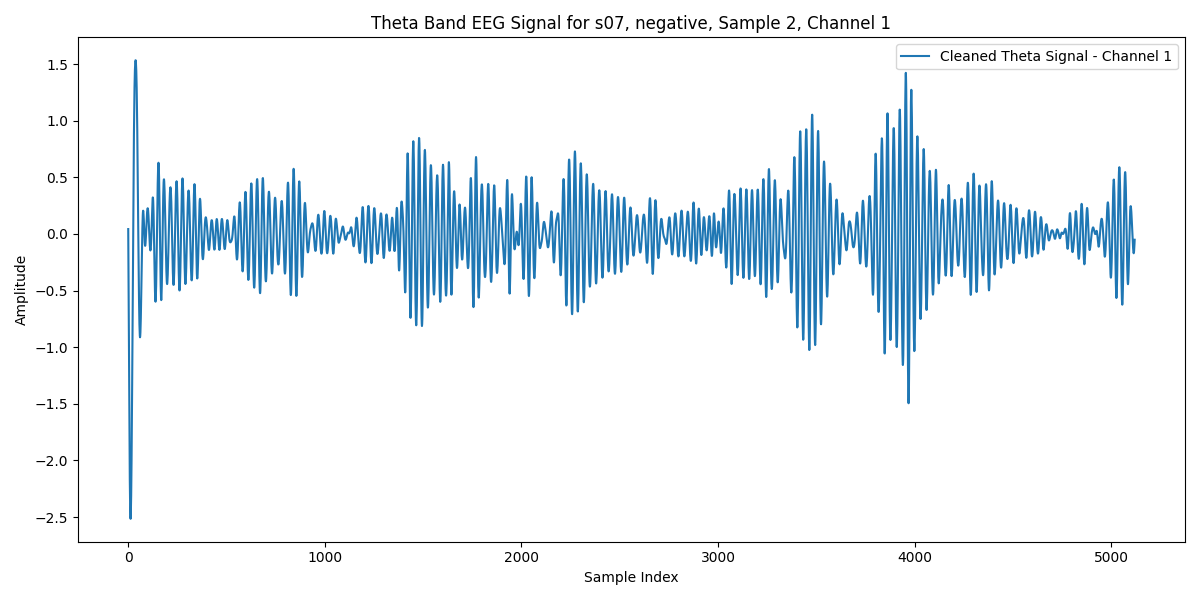 Theta Band EEG Signal for s07, negative, Sample 2, Channel 1
Cleaned Theta Signal - Channel 1
Amplitude
1.5
1.0
0.5
0.0
−0.5
−1.0
−1.5
−2.0
−2.5
0 1000 2000 3000 4000 5000
Sample Index